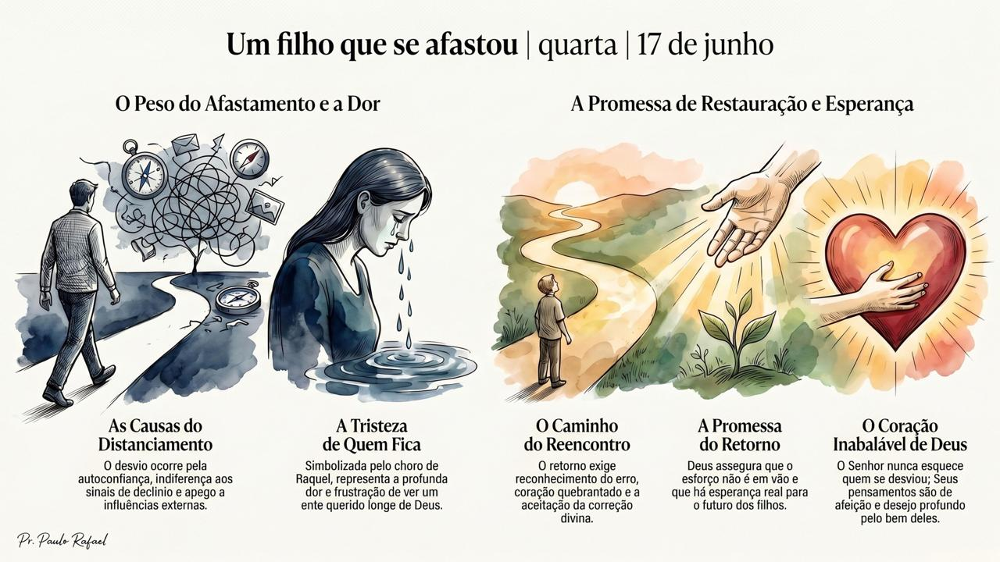 Um filho que se afastou | quarta | 17 de junho
O Peso do Afastamento e a Dor
As Causas do
Distanciamento
O desvio ocorre pela
autoconfiança, indiferença aos
sinais de declinio e apego a
influências externas.
A Tristeza
de Quem Fica
Simbolizada pelo choro de
Raquel, representa a profunda
dor e frustração de ver um
ente querido longe de Deus.
A Promessa de Restauração e Esperança
O Caminho
do Reencontro
O retorno exige
reconhecimento do erro,
coração quebrantado e a
aceitação da correção
divina.
A Promessa
do Retorno
Deus assegura que o
esforço não é em vão e
que há esperança real para
o futuro dos filhos.
O Coração
Inabalável de Deus
O Senhor nunca esquece
quem se desviou; Seus
pensamentos são de
afeição e desejo profundo
pelo bem deles.
Pr. Paulo Rafael